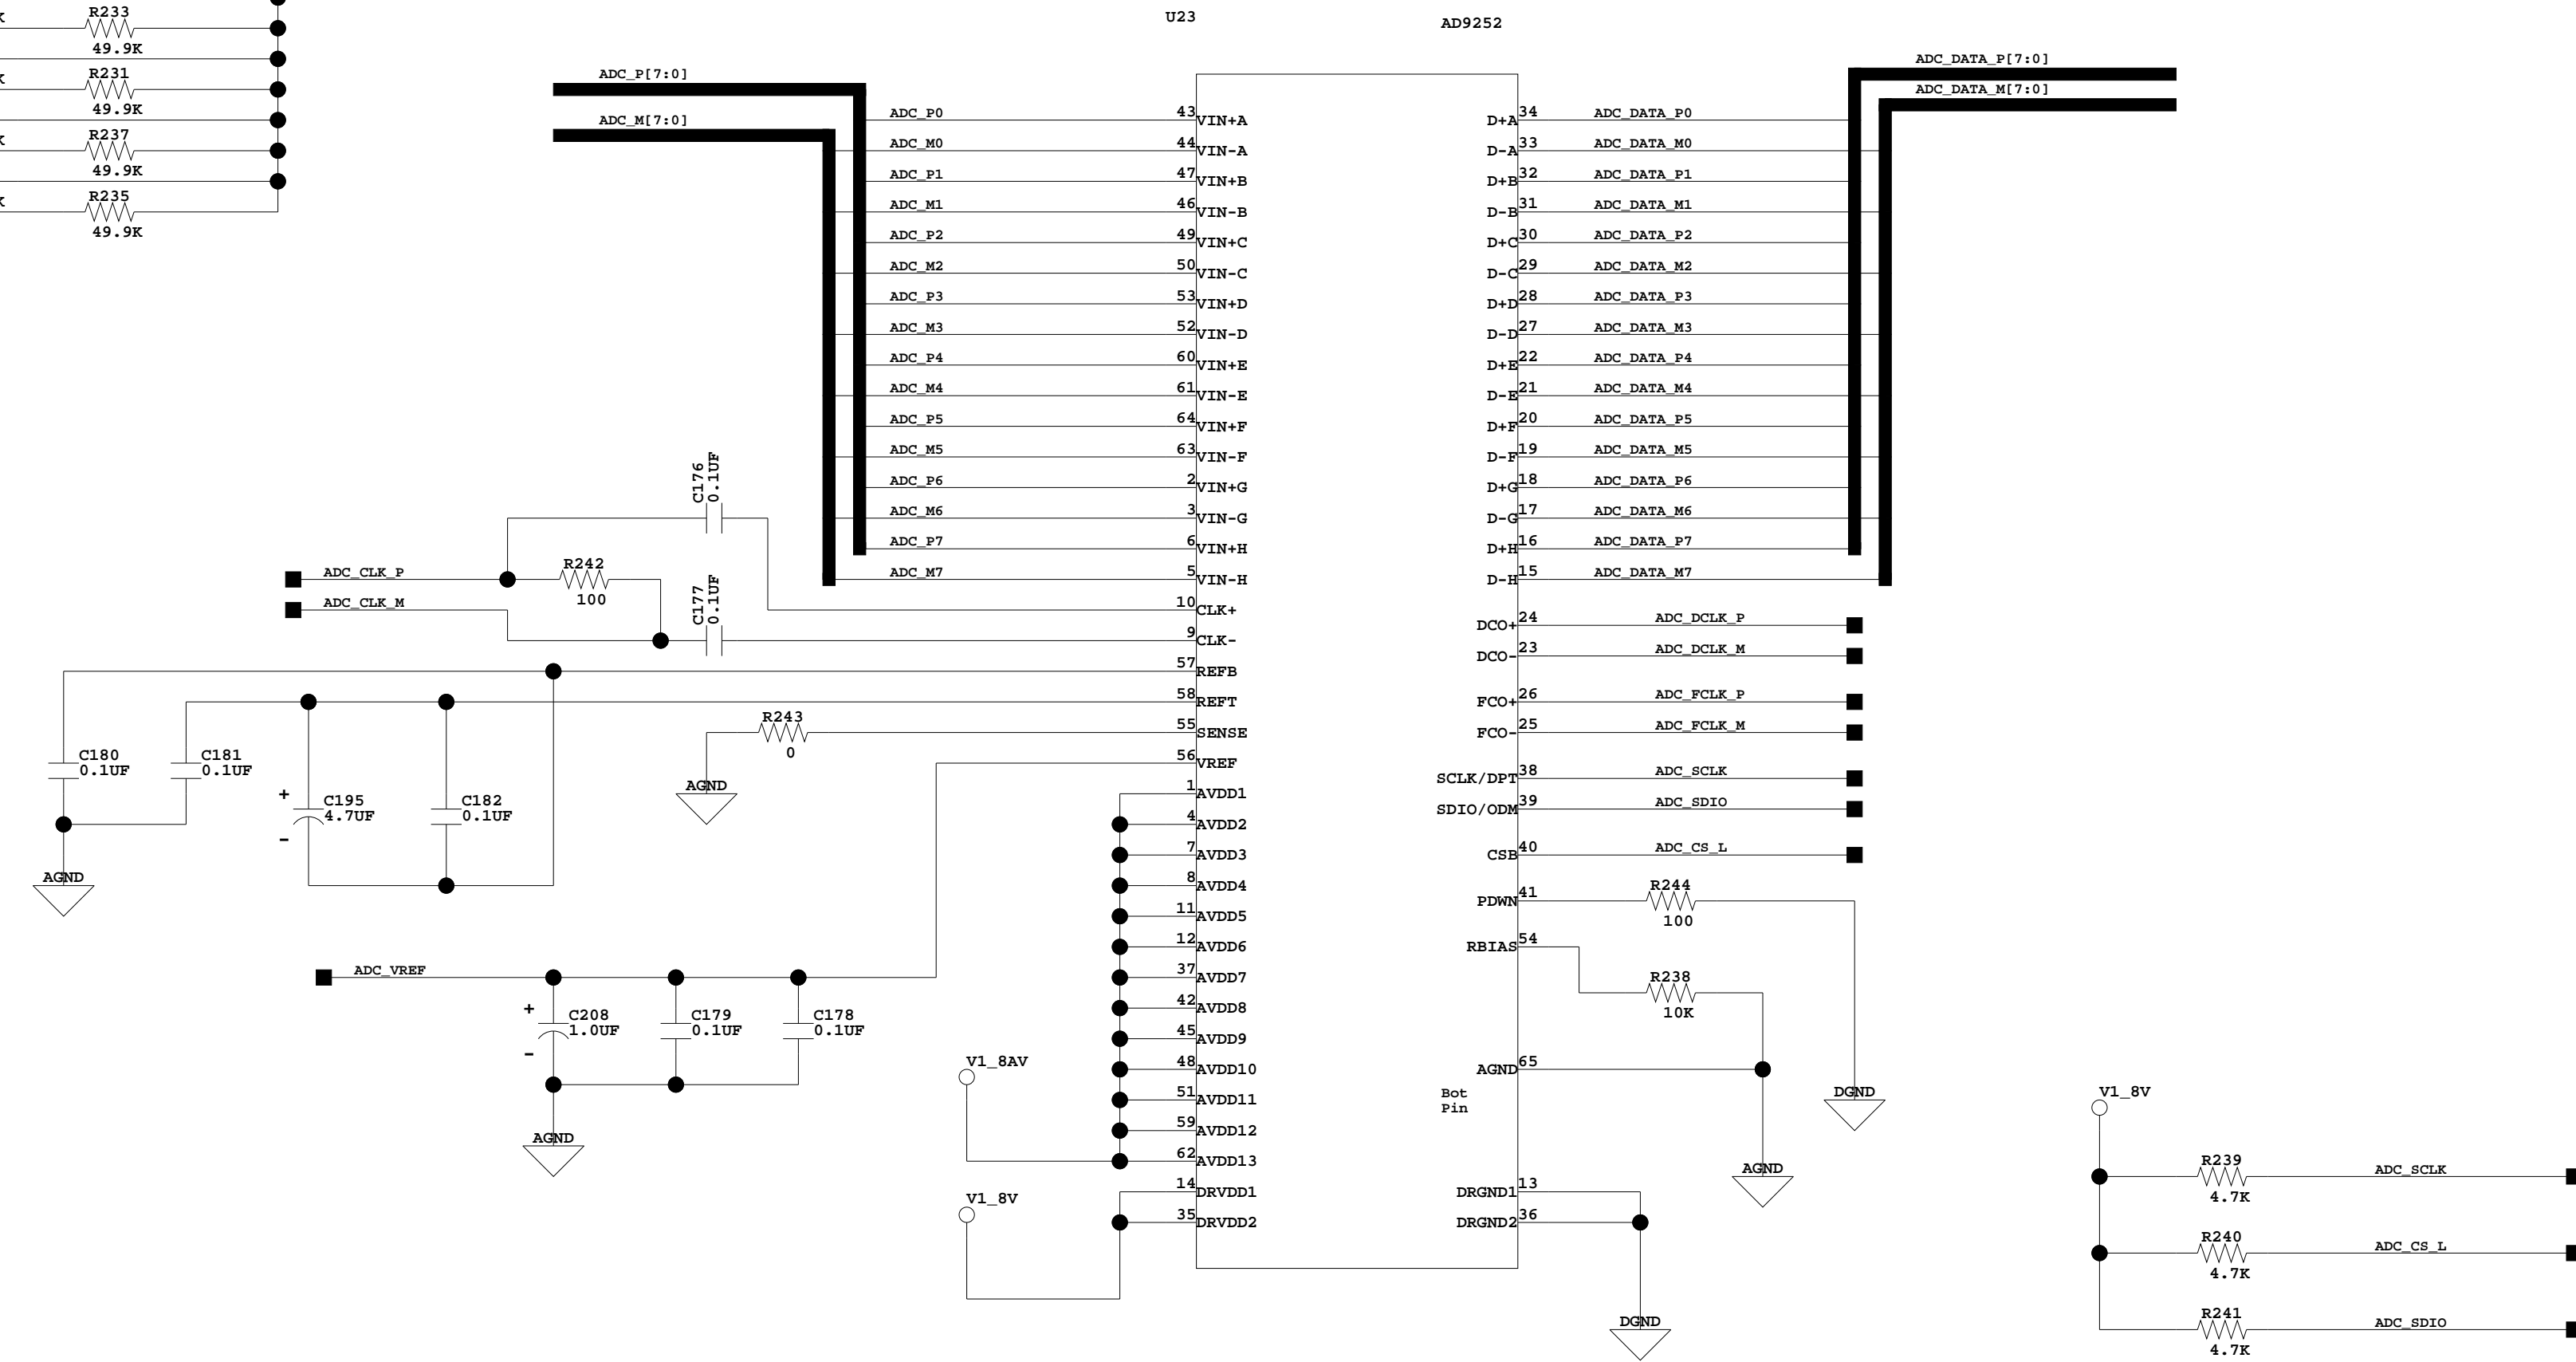 U23
AD9252
K
R233
49.9K
K
R231
49.9K
K
R237
49.9K
K
R235
49.9K
ADC_P[7:0]
ADC_M[7:0]
ADC_DATA_P[7:0]
ADC_DATA_M[7:0]
ADC_P0 43 VIN+A D+A 34 ADC_DATA_P0
ADC_M0 44 VIN-A D-A 33 ADC_DATA_M0
ADC_P1 47 VIN+B D+B 32 ADC_DATA_P1
ADC_M1 46 VIN-B D-B 31 ADC_DATA_M1
ADC_P2 49 VIN+C D+C 30 ADC_DATA_P2
ADC_M2 50 VIN-C D-C 29 ADC_DATA_M2
ADC_P3 53 VIN+D D+D 28 ADC_DATA_P3
ADC_M3 52 VIN-D D-D 27 ADC_DATA_M3
ADC_P4 60 VIN+E D+E 22 ADC_DATA_P4
ADC_M4 61 VIN-E D-E 21 ADC_DATA_M4
ADC_P5 64 VIN+F D+F 20 ADC_DATA_P5
ADC_M5 63 VIN-F D-F 19 ADC_DATA_M5
ADC_P6 2 VIN+G D+G 18 ADC_DATA_P6
ADC_M6 3 VIN-G D-G 17 ADC_DATA_M6
ADC_P7 6 VIN+H D+H 16 ADC_DATA_P7
ADC_M7 5 VIN-H D-H 15 ADC_DATA_M7
C176
0.1UF
ADC_CLK_P
R242
100
ADC_CLK_M
C177
0.1UF
10 CLK+
9 CLK-
57 REFB
58 REFT
R243
0
55 SENSE
56 VREF
AGND
C180
0.1UF
C181
0.1UF
+
C195
4.7UF
-
C182
0.1UF
AGND
1 AVDD1
4 AVDD2
7 AVDD3
8 AVDD4
11 AVDD5
12 AVDD6
37 AVDD7
42 AVDD8
45 AVDD9
48 AVDD10
51 AVDD11
59 AVDD12
62 AVDD13
14 DRVDD1
35 DRVDD2
ADC_VREF
+
C208
1.0UF
-
C179
0.1UF
C178
0.1UF
AGND
V1_8AV
V1_8V
DCO+ 24 ADC_DCLK_P
DCO- 23 ADC_DCLK_M
FCO+ 26 ADC_FCLK_P
FCO- 25 ADC_FCLK_M
SCLK/DPT 38 ADC_SCLK
SDIO/ODM 39 ADC_SDIO
CSB 40 ADC_CS_L
PDWN 41 R244
100
RBIAS 54
R238
10K
AGND 65
Bot
Pin
DGND
AGND
DRGND1 13
DRGND2 36
DGND
V1_8V
R239 ADC_SCLK
4.7K
R240 ADC_CS_L
4.7K
R241 ADC_SDIO
4.7K